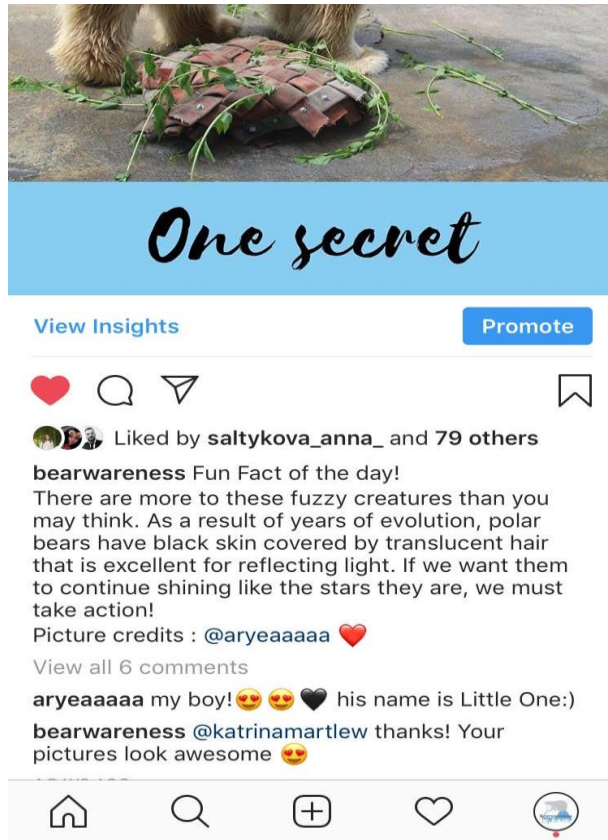 One secret
View Insights
Promote
Liked by saltykova_anna_ and 79 others
bearwareness Fun Fact of the day!
There are more to these fuzzy creatures than you
may think. As a result of years of evolution, polar
bears have black skin covered by translucent hair
that is excellent for reflecting light. If we want them
to continue shining like the stars they are, we must
take action!
Picture credits : @aryeaaaaa ❤️
View all 6 comments
aryeaaaaa my boy!😍 😍 🖤 his name is Little One:)
bearwareness @katrinamartlew thanks! Your
pictures look awesome 😍